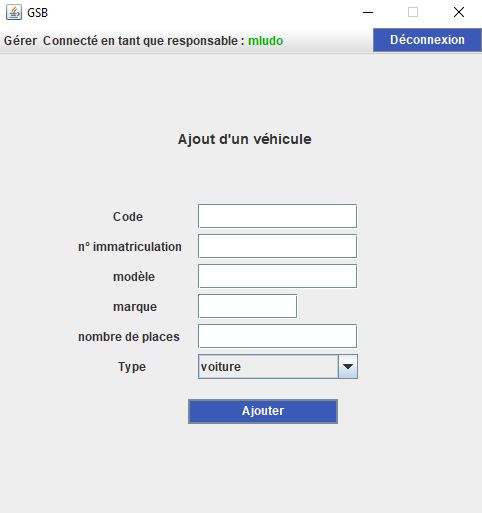 GSB
Gérer Connecté en tant que responsable : mludo Déconnexion
Ajout d'un véhicule
Code
n° immatriculation
modèle
marque
nombre de places
Type voiture
Ajouter